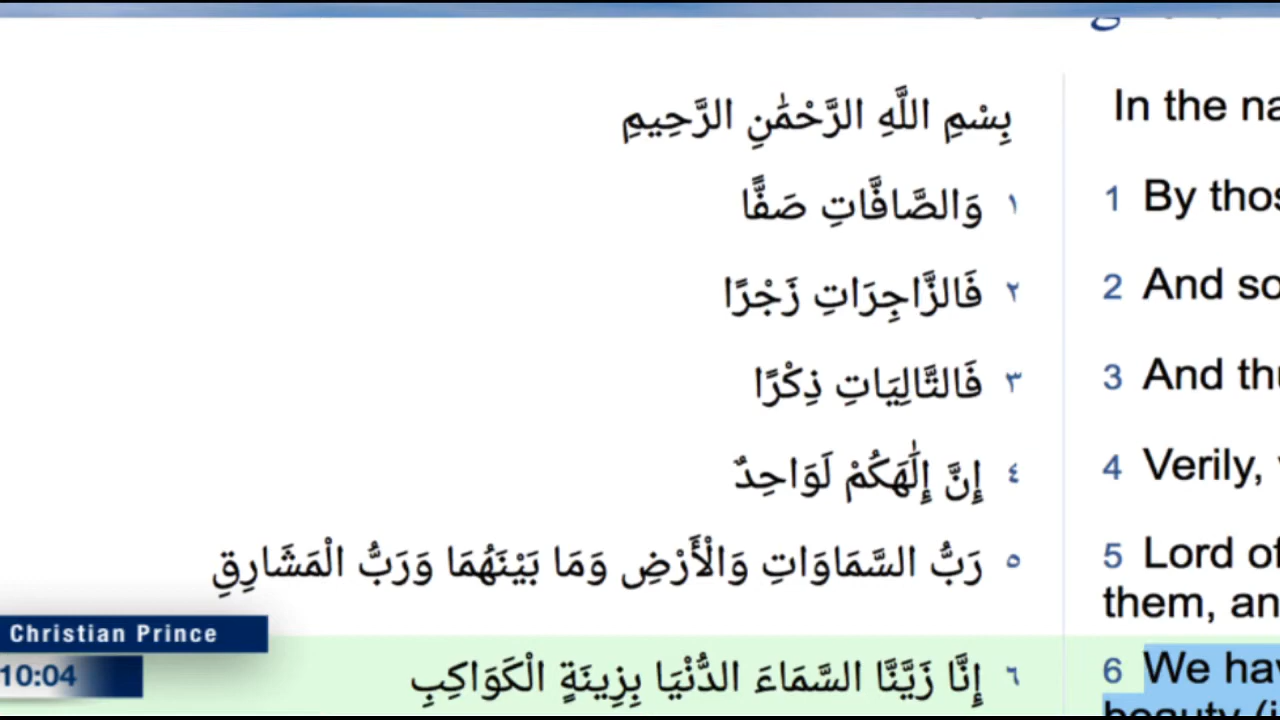 بِسْمِ اللَّهِ الرَّحْمَٰنِ الرَّحِيمِ
In the na
١ وَالصَّافَّاتِ صَفًّا
1 By thos
٢ فَالزَّاجِرَاتِ زَجْرًا
2 And so
٣ فَالتَّالِيَاتِ ذِكْرًا
3 And thu
٤ إِنَّ إِلَٰهَكُمْ لَوَاحِدٌ
4 Verily,
٥ رَبُّ السَّمَاوَاتِ وَالْأَرْضِ وَمَا بَيْنَهُمَا وَرَبُّ الْمَشَارِقِ
5 Lord of
them, an
٦ إِنَّا زَيَّنَّا السَّمَاءَ الدُّنْيَا بِزِينَةٍ الْكَوَاكِبِ
6 We hav
beauty (i
Christian Prince
10:04